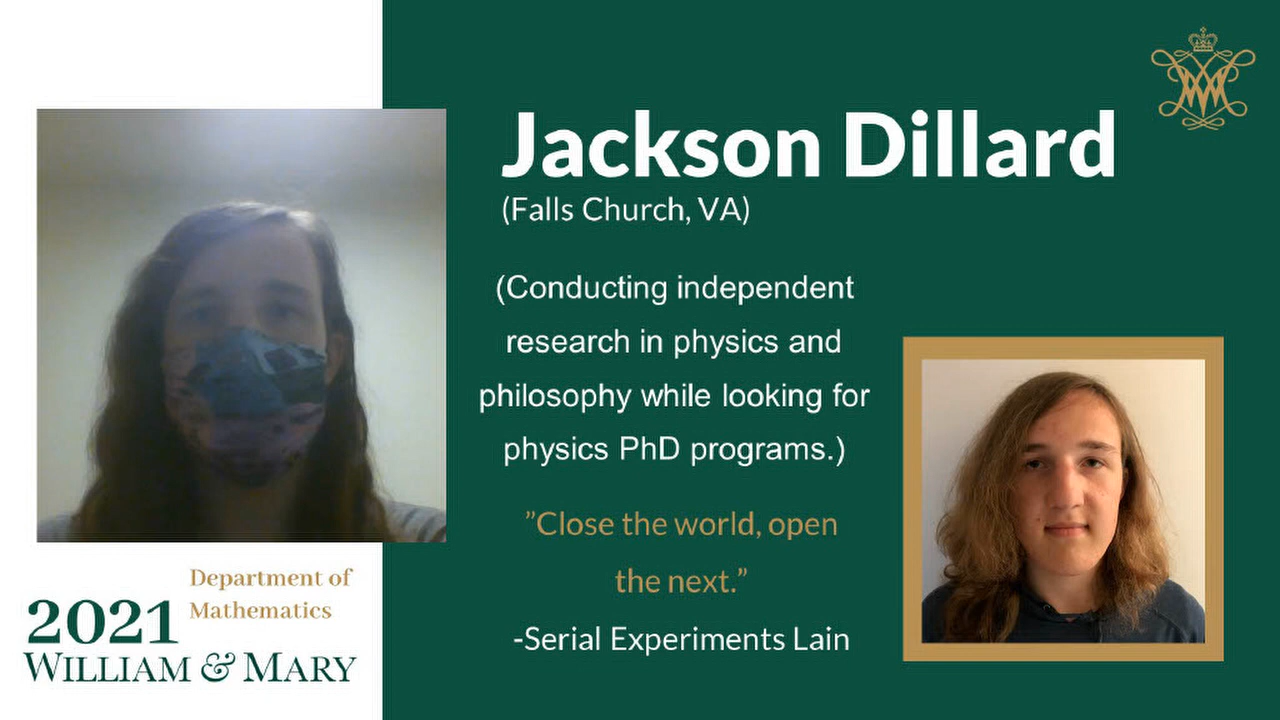 Jackson Dillard
(Falls Church, VA)
(Conducting independent
research in physics and
philosophy while looking for
physics PhD programs.)
”Close the world, open
the next.”
-Serial Experiments Lain
Department of
Mathematics
2021
WILLIAM & MARY